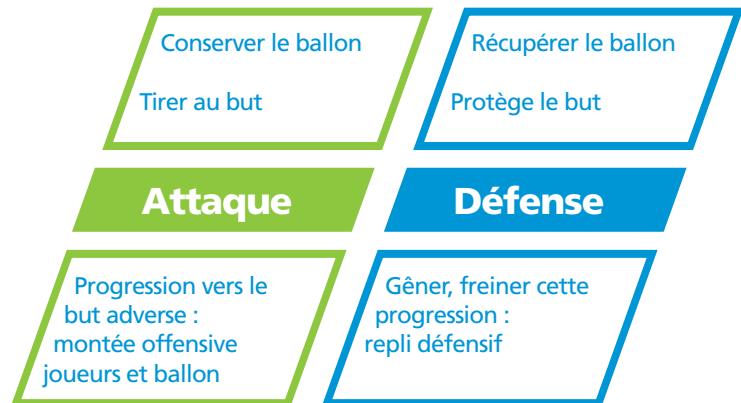 Conserver le ballon
Tirer au but
Récupérer le ballon
Protège le but
Attaque
Défense
Progression vers le
but adverse :
montée offensive
joueurs et ballon
Gêner, freiner cette
progression :
repli défensif